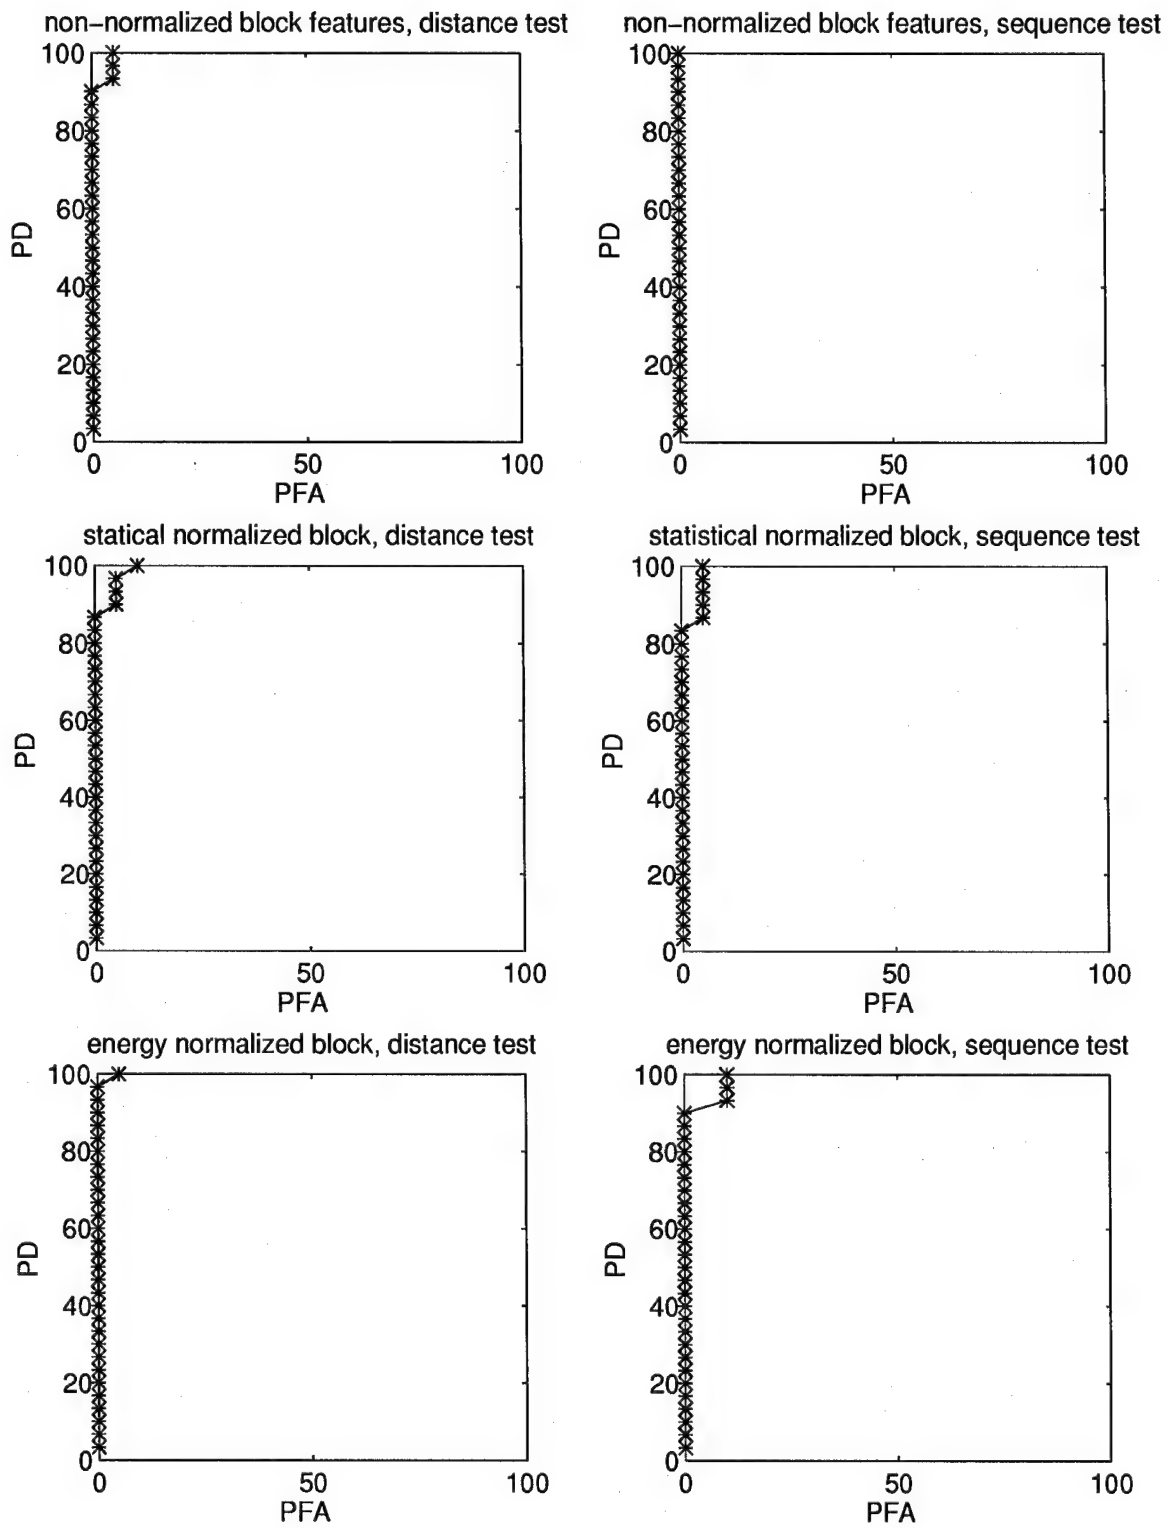 non-normalized block features, distance test
100
80
60
40
20
0
PD
0 50 100
PFA
non-normalized block features, sequence test
100
80
60
40
20
0
PD
0 50 100
PFA
statical normalized block, distance test
100
80
60
40
20
0
PD
0 50 100
PFA
statistical normalized block, sequence test
100
80
60
40
20
0
PD
0 50 100
PFA
energy normalized block, distance test
100
80
60
40
20
0
PD
0 50 100
PFA
energy normalized block, sequence test
100
80
60
40
20
0
PD
0 50 100
PFA